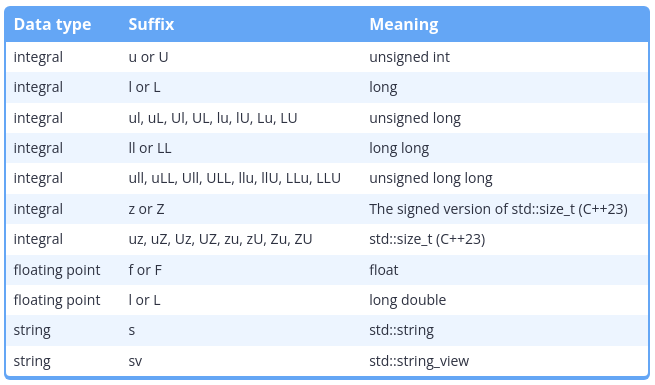 Data type Suffix Meaning
integral u or U unsigned int
integral l or L long
integral ul, uL, Ul, UL, lu, lU, Lu, LU unsigned long
integral ll or LL long long
integral ull, uLL, Ull, ULL, llu, llU, LLu, LLU unsigned long long
integral z or Z The signed version of std::size_t (C++23)
integral uz, uZ, Uz, UZ, zu, zU, Zu, ZU std::size_t (C++23)
floating point f or F float
floating point l or L long double
string s std::string
string sv std::string_view